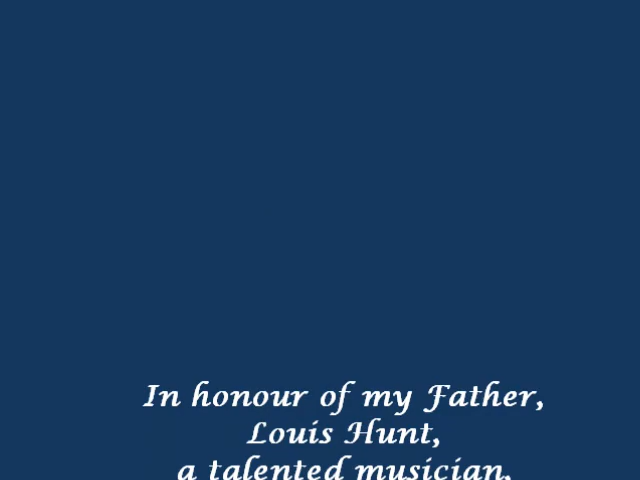 In honour of my Father,
Louis Hunt,
a talented musician,